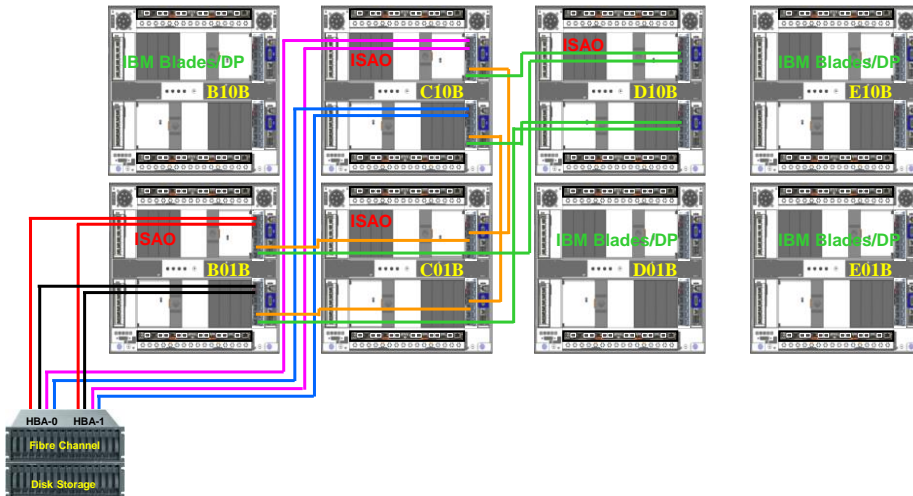 IBM Blades/DP
B10B
ISAO
C10B
ISAO
D10B
IBM Blades/DP
E10B
ISAO
B01B
ISAO
C01B
IBM Blades/DP
D01B
IBM Blades/DP
E01B
HBA-0 HBA-1
Fibre Channel
Disk Storage